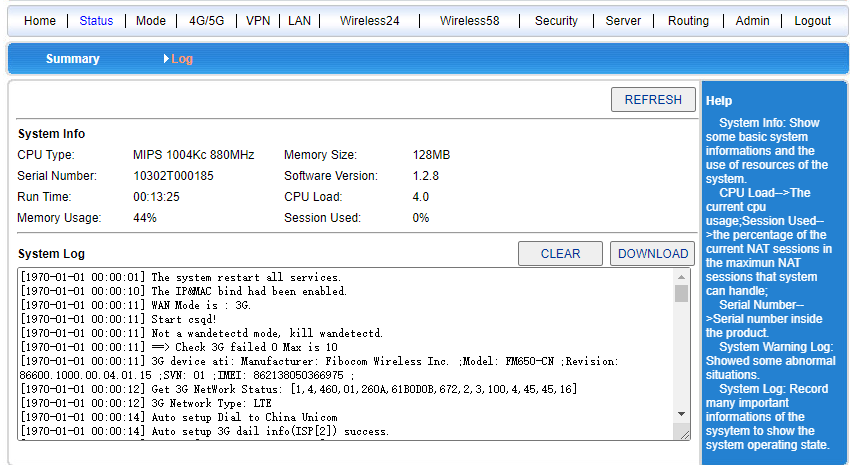 Home Status Mode 4G/5G VPN LAN Wireless24 Wireless58 Security Server Routing Admin Logout
Summary Log
REFRESH
System Info
CPU Type: MIPS 1004Kc 880MHz Memory Size: 128MB
Serial Number: 10302T000185 Software Version: 1.2.8
Run Time: 00:13:25 CPU Load: 4.0
Memory Usage: 44% Session Used: 0%
System Log CLEAR DOWNLOAD
[1970-01-01 00:00:01] The system restart all services.
[1970-01-01 00:00:10] The IP&MAC bind had been enabled.
[1970-01-01 00:00:11] WAN Mode is : 3G.
[1970-01-01 00:00:11] Start csqd!
[1970-01-01 00:00:11] Not a wandetectd mode, kill wandetectd.
[1970-01-01 00:00:11] ==> Check 3G failed 0 Max is 10
[1970-01-01 00:00:11] 3G device ati: Manufacturer: Fibocom Wireless Inc. ;Model: FM650-CN ;Revision:
86600.1000.00.04.01.15 ;SVN: 01 ;IMEI: 862138050366975 ;
[1970-01-01 00:00:12] Get 3G NetWork Status: [1,4,460,01,260A,61B0D0B,672,2,3,100,4,45,45,16]
[1970-01-01 00:00:12] 3G Network Type: LTE
[1970-01-01 00:00:14] Auto setup Dial to China Unicom
[1970-01-01 00:00:14] Auto setup 3G dail info(ISP[2]) success.
Help
System Info: Show
some basic system
informations and the
use of resources of the
system.
CPU Load-->The
current cpu
usage;Session Used--
>the percentage of the
current NAT sessions in
the maximun NAT
sessions that system
can handle;
Serial Number--
>Serial number inside
the product.
System Warning Log:
Showed some abnormal
situations.
System Log: Record
many important
informations of the
sysytem to show the
system operating state.